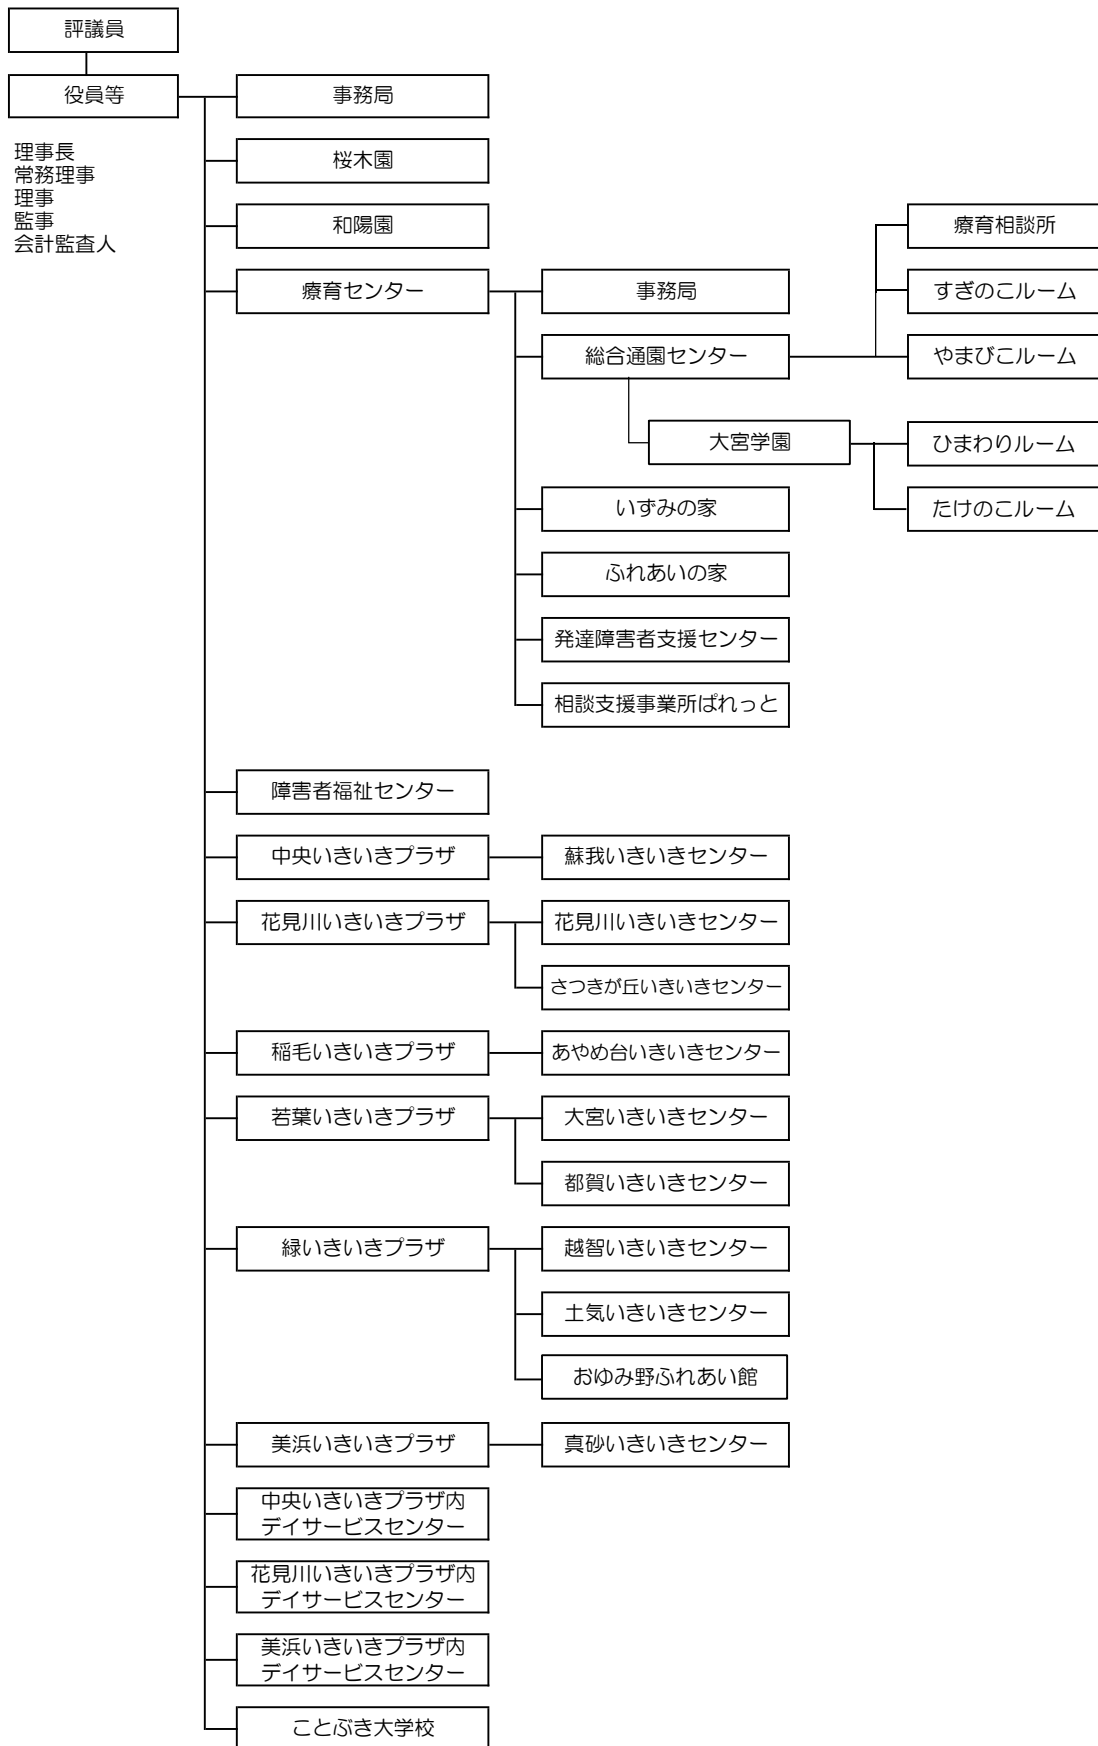 評議員
役員等
理事長
常務理事
理事
監事
会計監査人
事務局
桜木園
和陽園
療育センター
事務局
総合通園センター
療育相談所
すぎのこルーム
やまびこルーム
大宮学園
ひまわりルーム
たけのこルーム
いずみの家
ふれあいの家
発達障害者支援センター
相談支援事業所ぱれっと
障害者福祉センター
中央いきいきプラザ
蘇我いきいきセンター
花見川いきいきプラザ
花見川いきいきセンター
さつきが丘いきいきセンター
稲毛いきいきプラザ
あやめ台いきいきセンター
若葉いきいきプラザ
大宮いきいきセンター
都賀いきいきセンター
緑いきいきプラザ
越智いきいきセンター
土気いきいきセンター
おゆみ野ふれあい館
美浜いきいきプラザ
真砂いきいきセンター
中央いきいきプラザ内
デイサービスセンター
花見川いきいきプラザ内
デイサービスセンター
美浜いきいきプラザ内
デイサービスセンター
ことぶき大学校